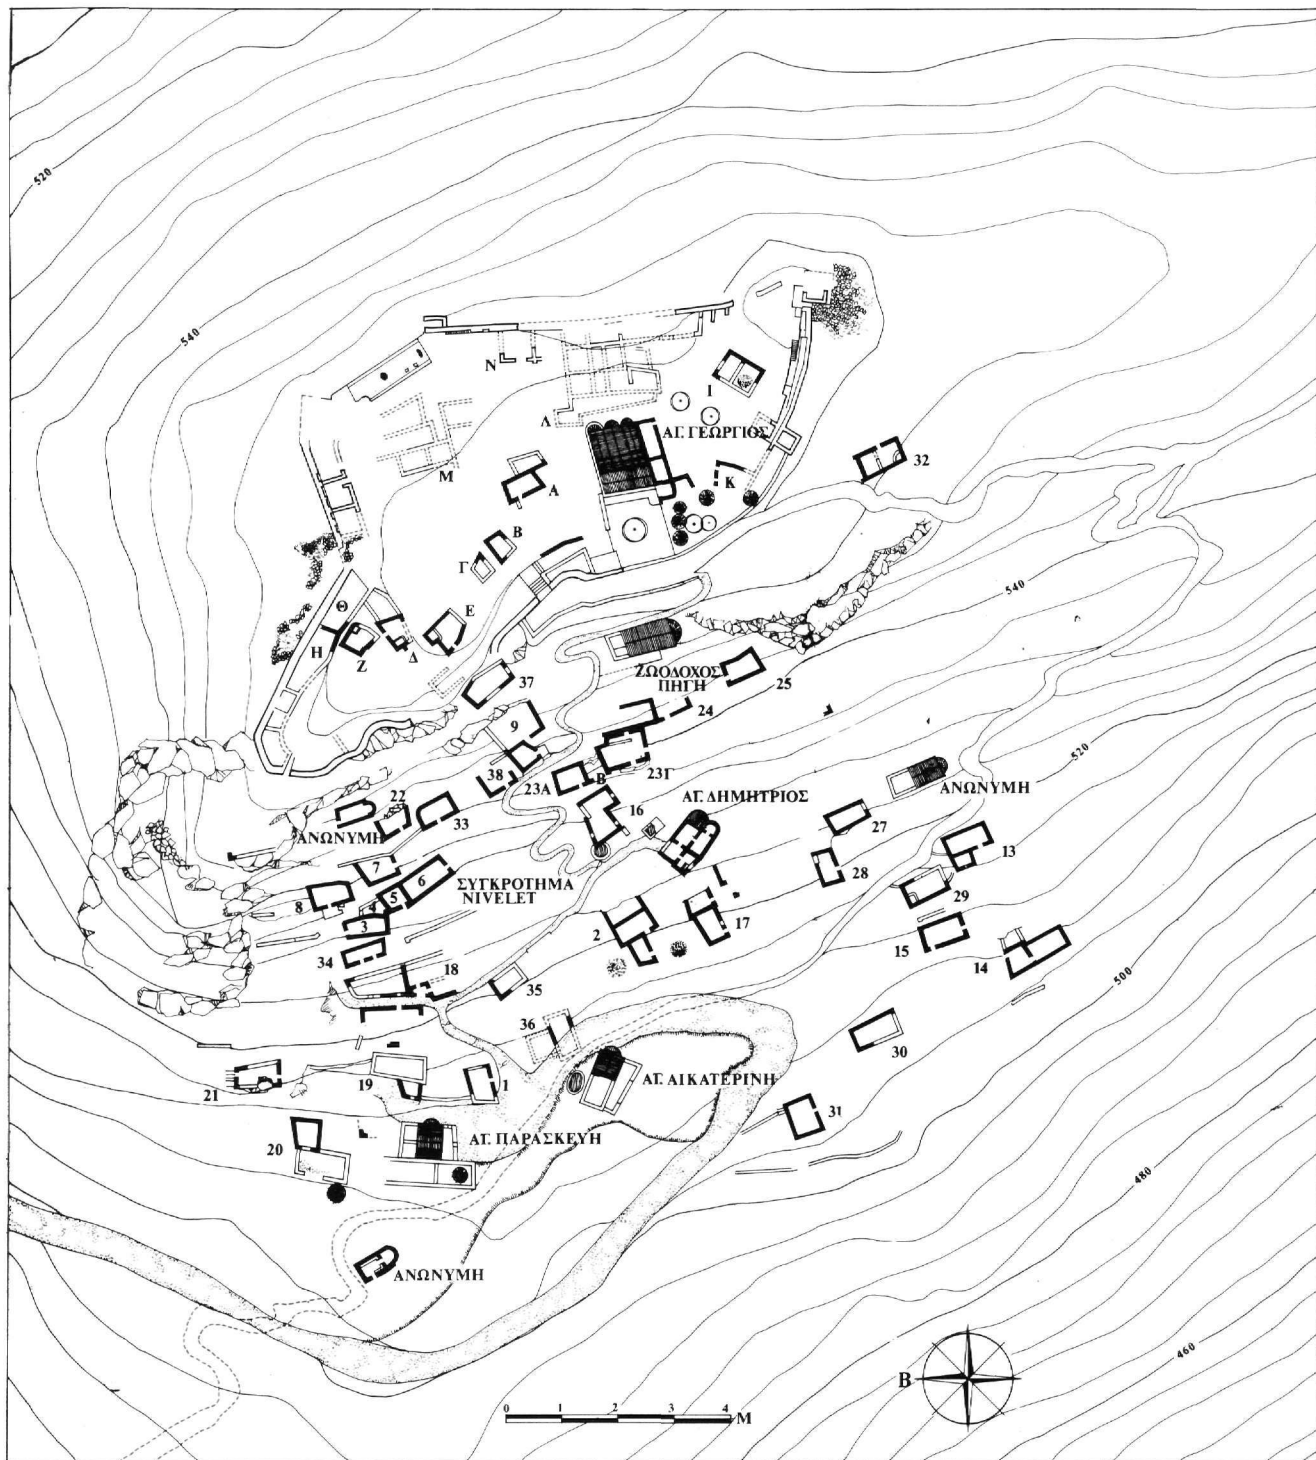 520
540
Ν
Ι
Λ
ΑΓ. ΓΕΩΡΓΙΟΣ
Μ
Α
Κ
32
Β
Γ
540
Θ
Ε
Η
Ζ
Δ
ΖΩΟΔΟΧΟΣ
ΠΗΓΗ
25
37
24
9
520
38
23Α
Β
23Γ
ΑΓ. ΔΗΜΗΤΡΙΟΣ
ΑΝΩΝΥΜΗ
22
33
16
27
ΑΝΩΝΥΜΗ
13
7
6
ΣΥΓΚΡΟΤΗΜΑ
NIVELET
28
8
5
4
3
29
2
17
15
34
14
18
35
500
36
30
19
1
ΑΓ. ΑΙΚΑΤΕΡΙΝΗ
21
31
20
ΑΓ. ΠΑΡΑΣΚΕΥΗ
480
ΑΝΩΝΥΜΗ
460
Β
0 1 2 3 4
Μ